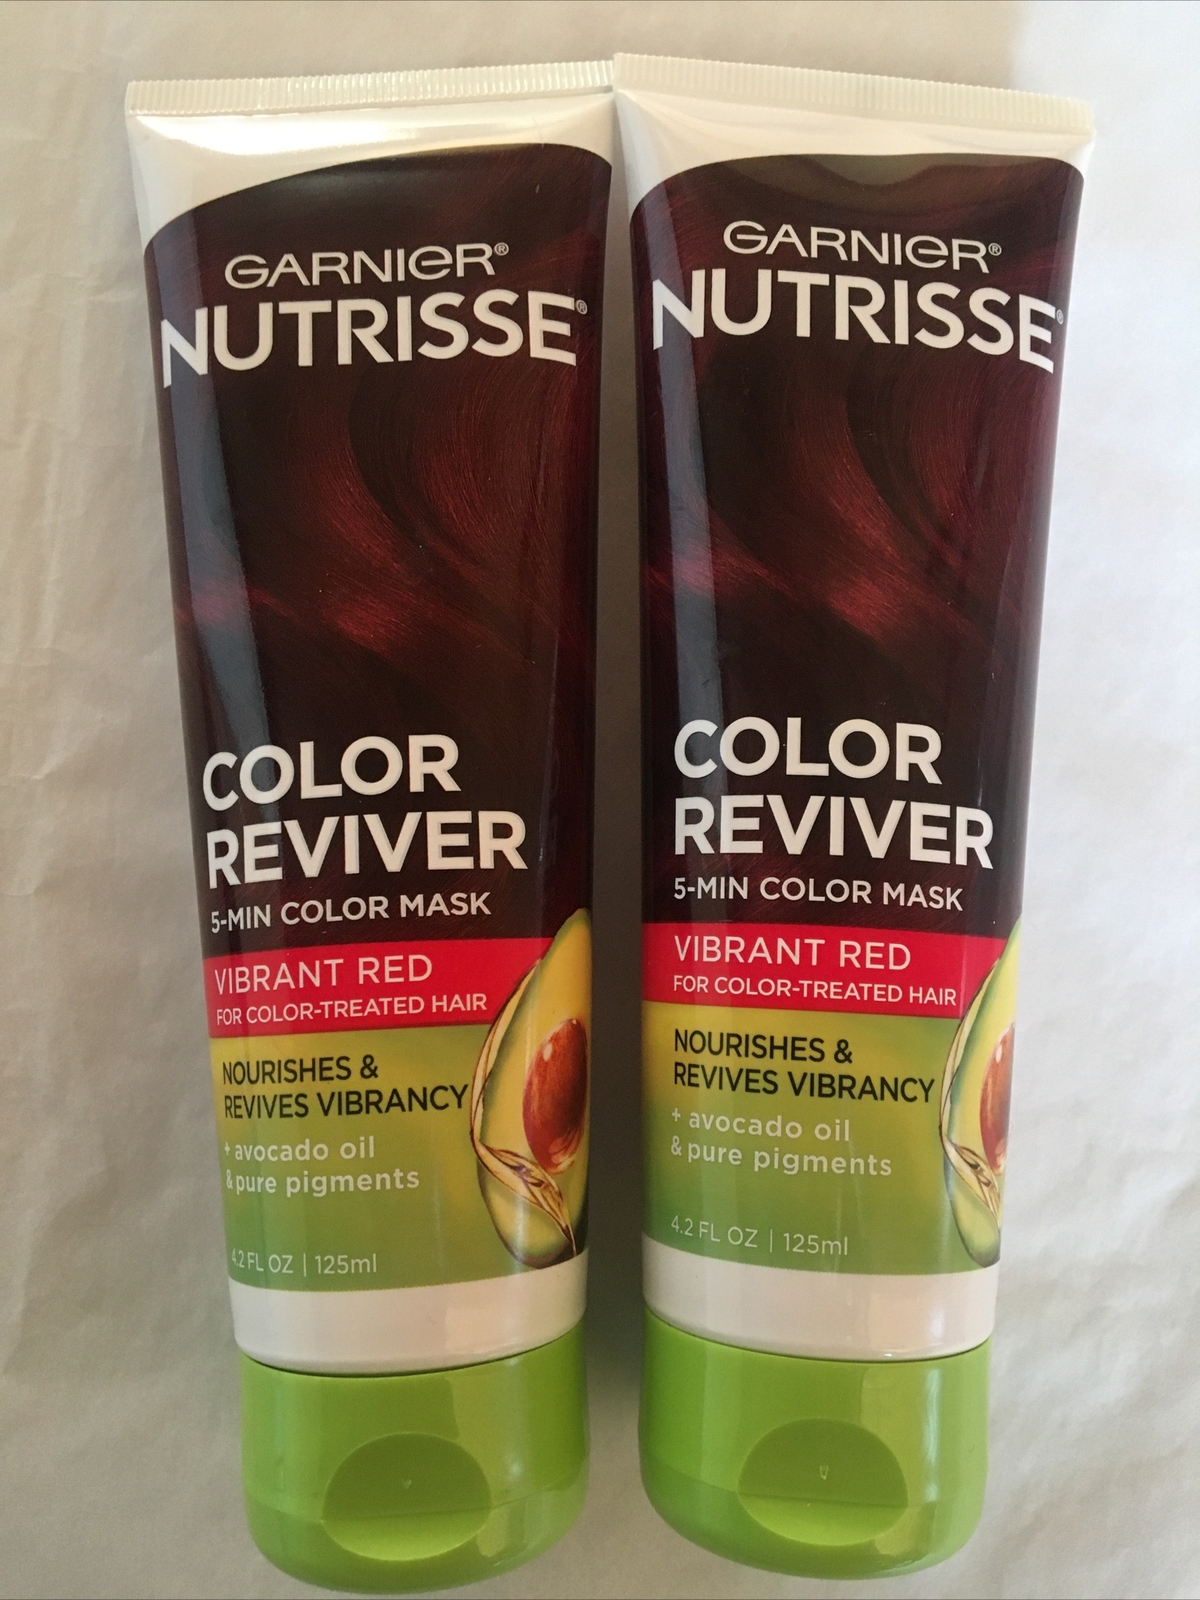 GARNIER®
NUTRISSE®
COLOR
REVIVER
5-MIN COLOR MASK
VIBRANT RED
FOR COLOR-TREATED HAIR
NOURISHES &
REVIVES VIBRANCY
+ avocado oil
& pure pigments
4.2 FL OZ | 125ml
GARNIER®
NUTRISSE®
COLOR
REVIVER
5-MIN COLOR MASK
VIBRANT RED
FOR COLOR-TREATED HAIR
NOURISHES &
REVIVES VIBRANCY
+ avocado oil
& pure pigments
4.2 FL OZ | 125ml